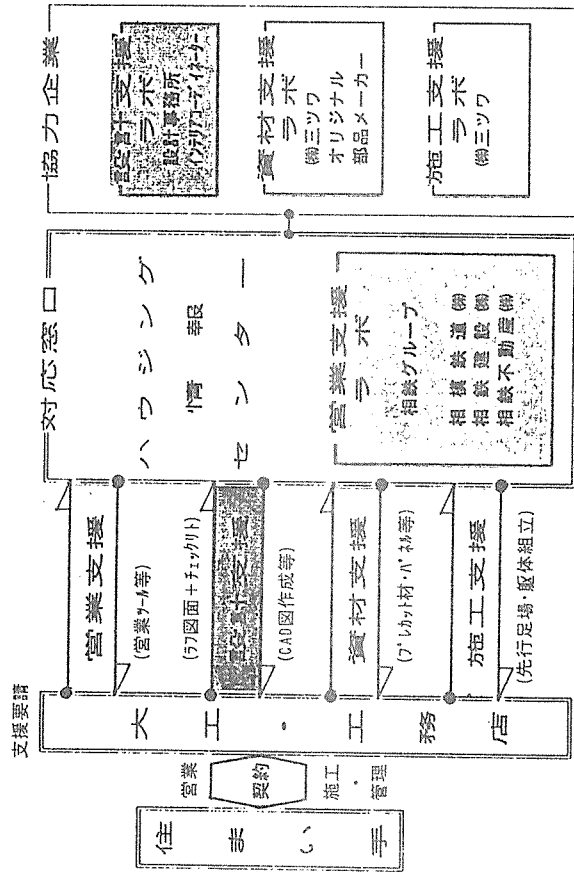 住まい手
営業
契約
施工・管理
支援要請
大工・工務店
営業支援
(営業ツール等)
(ラフ図面+チェックリト)
設計支援
(CAD図作成等)
資材支援
(プレカット材・パネル等)
施工支援
(先行足場・躯体組立)
対応窓口
ハウジング
情報
センター
営業支援
ラボ
相鉄グループ
相模鉄道㈱
相鉄建設㈱
相鉄不動産㈱
協力企業
設計支援
ラボ
設計事務所
インテリアコーディネーター
資材支援
ラボ
㈱三ツワ
オリジナル
部品メーカー
施工支援
ラボ
㈱三ツワ